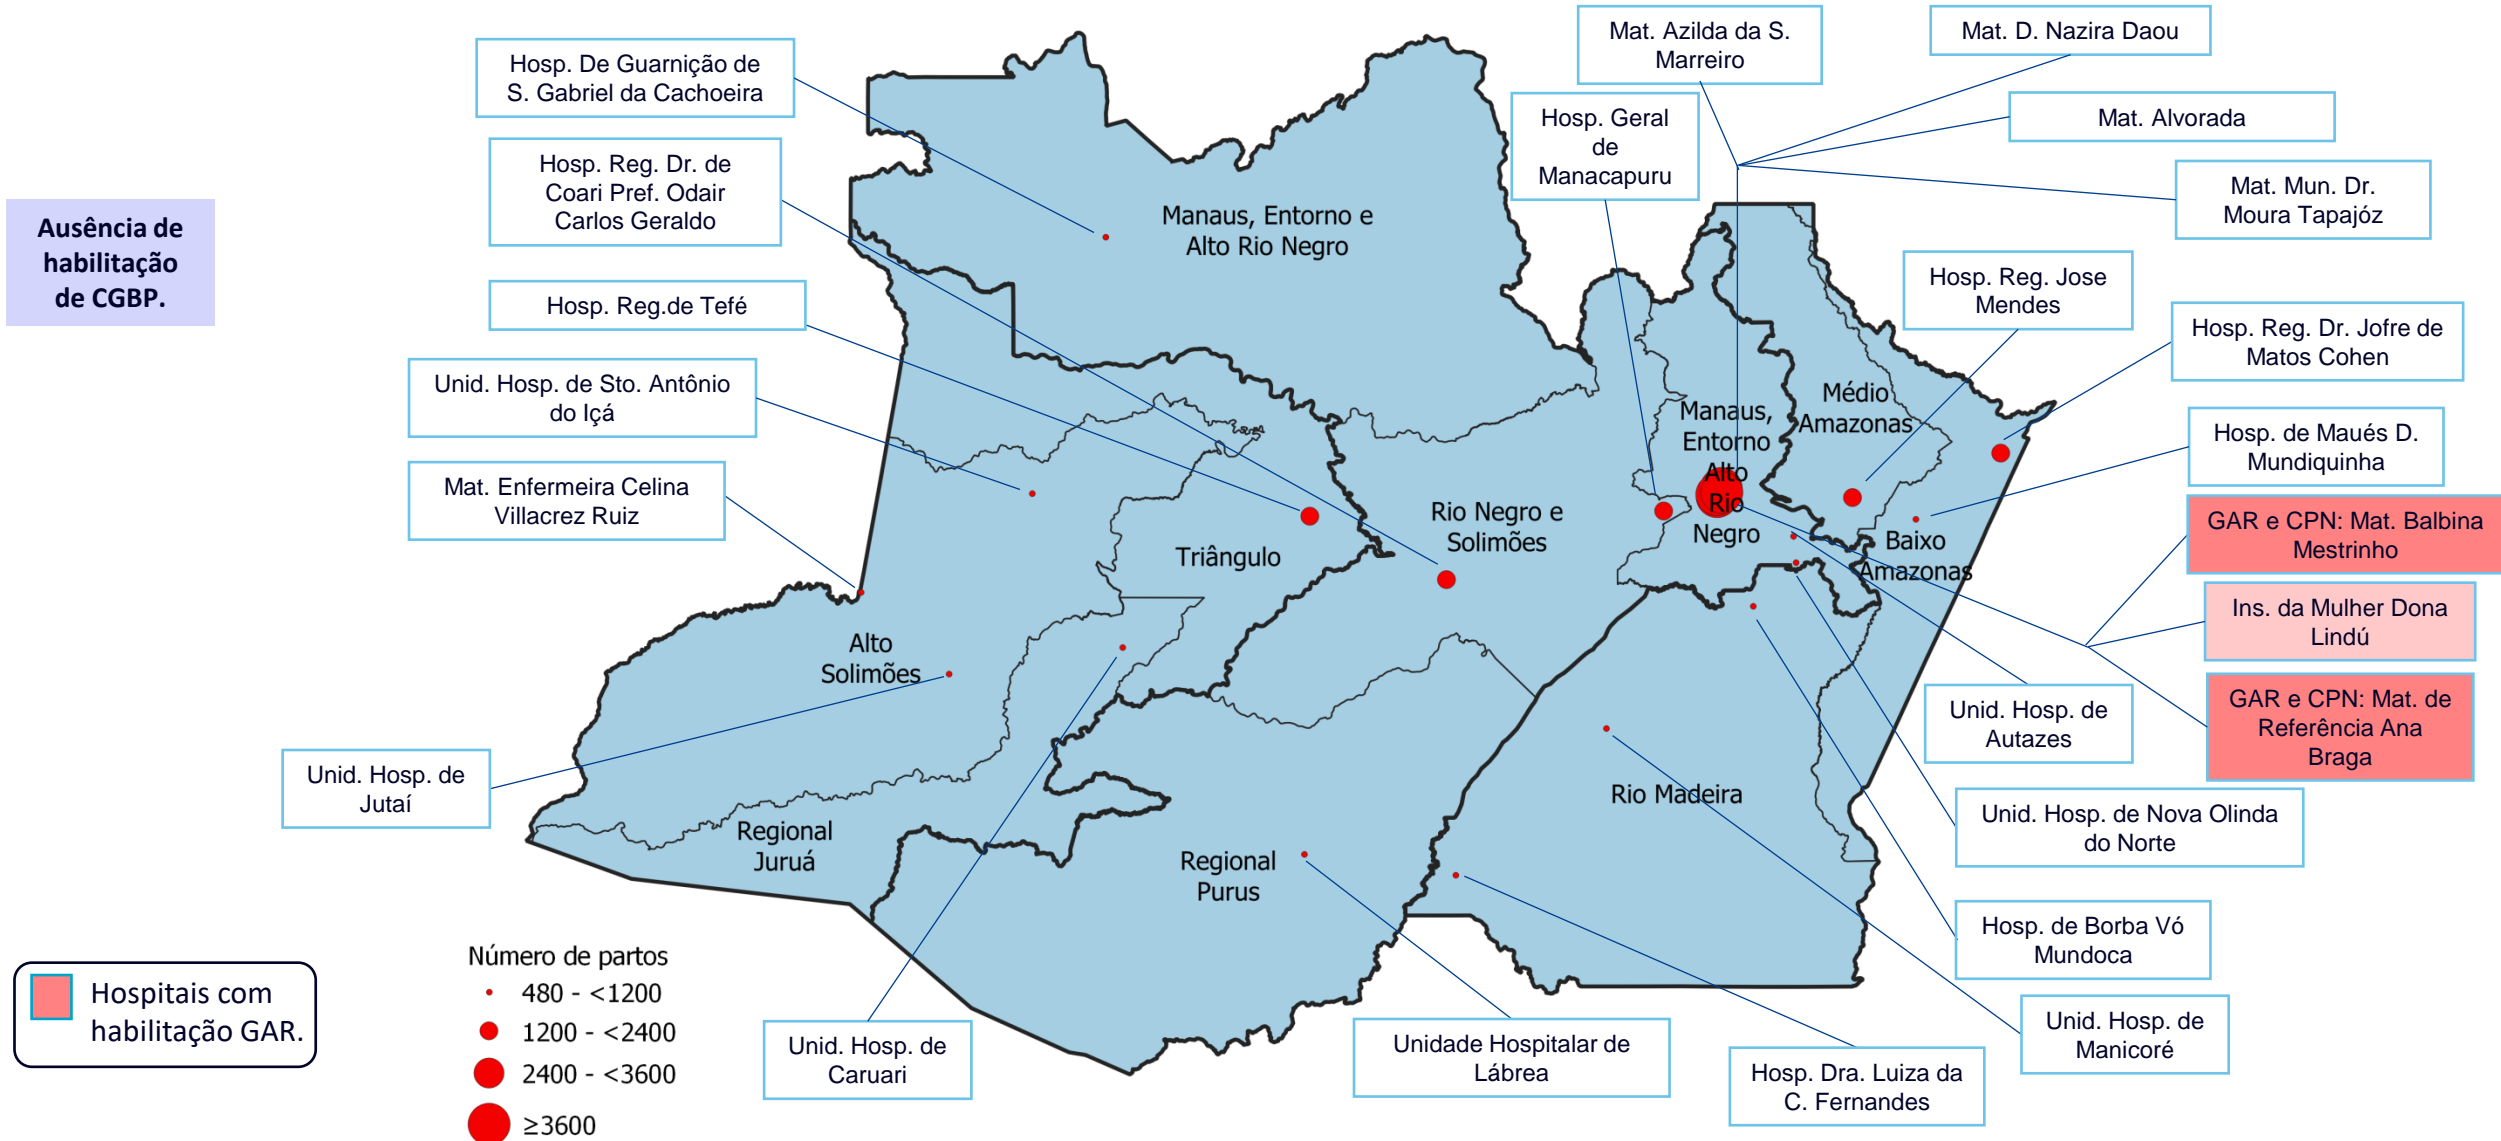 Ausência de
habilitação
de CGBP.
Hosp. De Guarnição de
S. Gabriel da Cachoeira
Hosp. Reg. Dr. de
Coari Pref. Odair
Carlos Geraldo
Hosp. Reg.de Tefé
Unid. Hosp. de Sto. Antônio
do Içá
Mat. Enfermeira Celina
Villacrez Ruiz
Unid. Hosp. de
Jutaí
Mat. Azilda da S.
Marreiro
Hosp. Geral
de
Manacapuru
Mat. D. Nazira Daou
Mat. Alvorada
Mat. Mun. Dr.
Moura Tapajóz
Hosp. Reg. Jose
Mendes
Hosp. Reg. Dr. Jofre de
Matos Cohen
Hosp. de Maués D.
Mundiquinha
GAR e CPN: Mat. Balbina
Mestrinho
Ins. da Mulher Dona
Lindú
GAR e CPN: Mat. de
Referência Ana
Braga
Unid. Hosp. de
Autazes
Unid. Hosp. de Nova Olinda
do Norte
Hosp. de Borba Vó
Mundoca
Unid. Hosp. de
Manicoré
Hosp. Dra. Luiza da
C. Fernandes
Unidade Hospitalar de
Lábrea
Unid. Hosp. de
Caruari
Manaus, Entorno e
Alto Rio Negro
Manaus,
Entorno
Alto
Rio
Negro
Médio
Amazonas
Baixo
Amazonas
Rio Negro e
Solimões
Triângulo
Alto
Solimões
Regional
Juruá
Regional
Purus
Rio Madeira
Número de partos
480 - <1200
1200 - <2400
2400 - <3600
≥3600
Hospitais com
habilitação GAR.